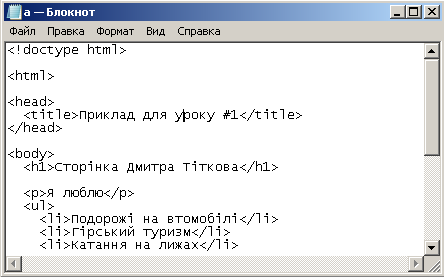 a — Блокнот
Файл Правка Формат Вид Справка
<!doctype html>
<html>
<head>
<title>Приклад для уроку #1</title>
</head>
<body>
<h1>Сторінка Дмитра Тіткова</h1>
<p>Я люблю</p>
<ul>
<li>Подорожі на втомобілі</li>
<li>Гірський туризм</li>
<li>Катання на лижах</li>